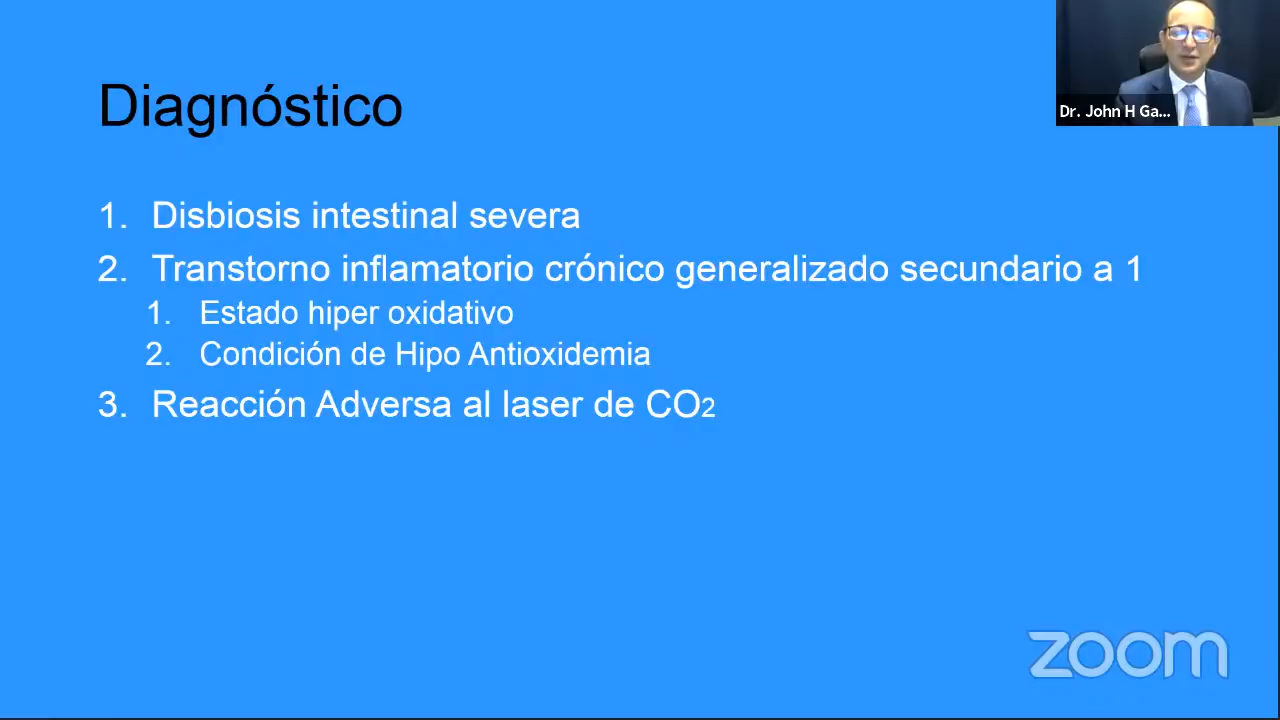 Dr. John H Ga...
Diagnóstico
1. Disbiosis intestinal severa
2. Transtorno inflamatorio crónico generalizado secundario a 1
1. Estado hiper oxidativo
2. Condición de Hipo Antioxidemia
3. Reacción Adversa al laser de CO2
zoom